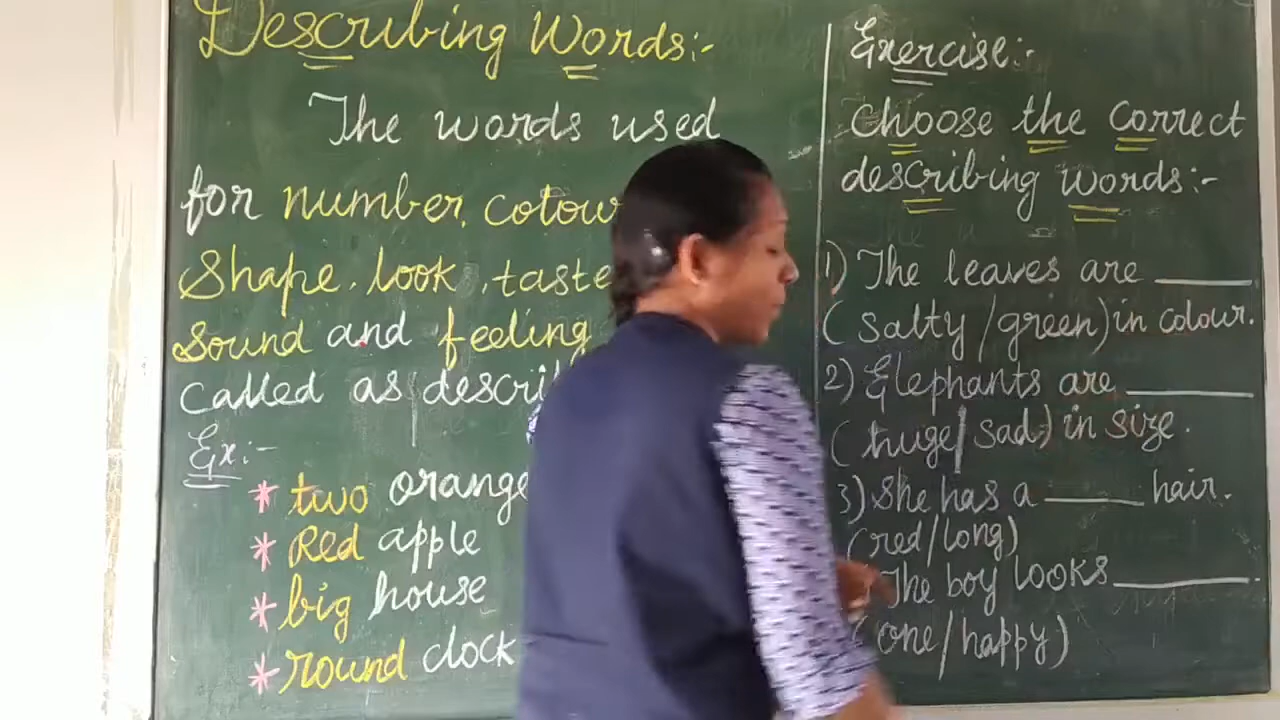 Describing Words:-
The words used
for number, colour
Shape, look, taste
Sound and feeling
called as
Ex:-
* two orange
* Red apple
* big house
* round clock
Exercise:-
Choose the correct
describing words:-
1) The leaves are ______
(salty/green) in colour.
2) Elephants are ______
(huge/sad) in size.
3) She has a ______ hair.
(red/long)
The boy looks ______.
(one/happy)